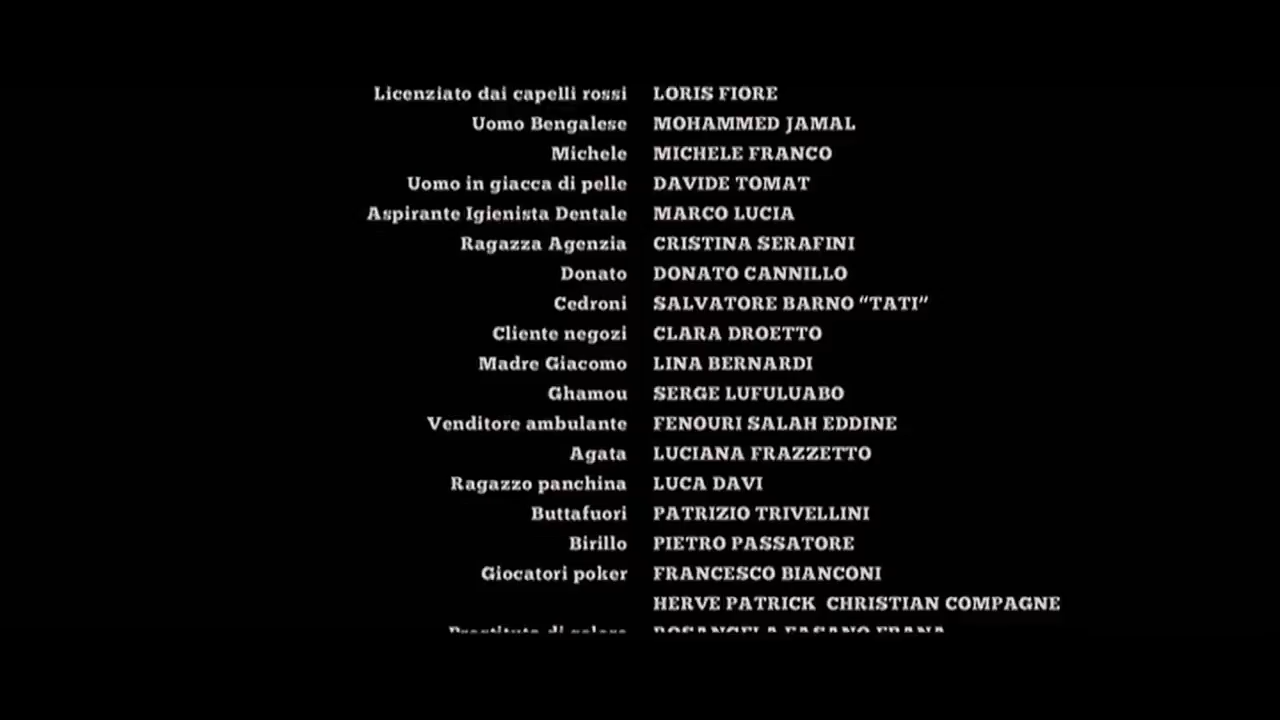 Licenziato dai capelli rossi LORIS FIORE
Uomo Bengalese MOHAMMED JAMAL
Michele MICHELE FRANCO
Uomo in giacca di pelle DAVIDE TOMAT
Aspirante Igienista Dentale MARCO LUCIA
Ragazza Agenzia CRISTINA SERAFINI
Donato DONATO CANNILLO
Cedroni SALVATORE BARNO “TATI”
Cliente negozi CLARA DROETTO
Madre Giacomo LINA BERNARDI
Ghamou SERGE LUFULUABO
Venditore ambulante FENOURI SALAH EDDINE
Agata LUCIANA FRAZZETTO
Ragazzo panchina LUCA DAVI
Buttafuori PATRIZIO TRIVELLINI
Birillo PIETRO PASSATORE
Giocatori poker FRANCESCO BIANCONI
HERVE PATRICK CHRISTIAN COMPAGNE